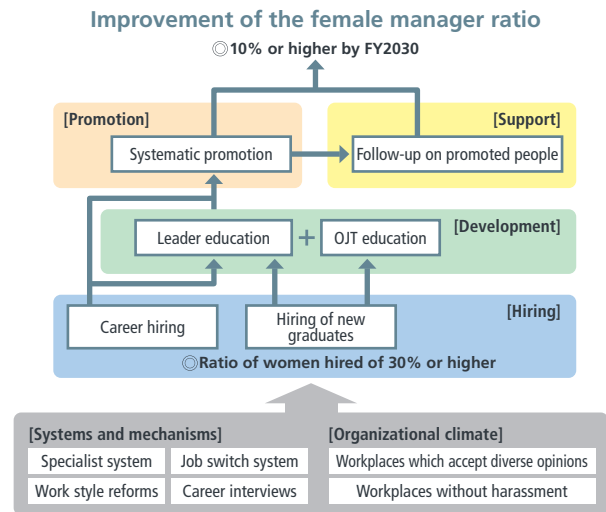 Improvement of the female manager ratio
◎10% or higher by FY2030
[Promotion]
[Support]
Systematic promotion
Follow-up on promoted people
[Development]
Leader education
+
OJT education
[Hiring]
Career hiring
Hiring of new
graduates
◎Ratio of women hired of 30% or higher
[Systems and mechanisms]
Specialist system
Job switch system
Work style reforms
Career interviews
[Organizational climate]
Workplaces which accept diverse opinions
Workplaces without harassment